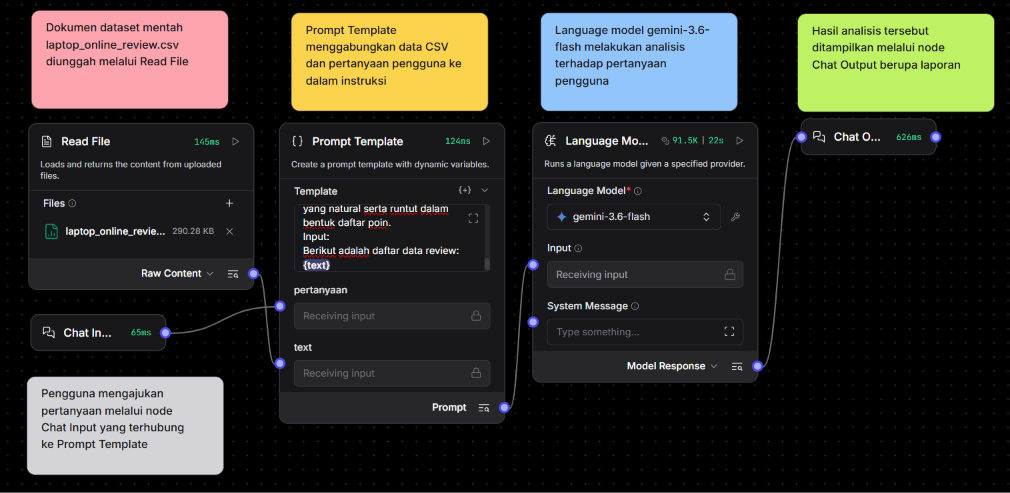 Dokumen dataset mentah
laptop_online_review.csv
diunggah melalui Read File
Prompt Template
menggabungkan data CSV
dan pertanyaan pengguna ke
dalam instruksi
Language model gemini-3.6-
flash melakukan analisis
terhadap pertanyaan
pengguna
Hasil analisis tersebut
ditampilkan melalui node
Chat Output berupa laporan
Read File
145ms
Loads and returns the content from uploaded
files.
Files
laptop_online_revie...
290.28 KB
Raw Content
Chat In...
65ms
Pengguna mengajukan
pertanyaan melalui node
Chat Input yang terhubung
ke Prompt Template
Prompt Template
124ms
Create a prompt template with dynamic variables.
Template
{+}
yang natural serta runtut dalam
bentuk daftar poin.
Input:
Berikut adalah daftar data review:
{text}
pertanyaan
Receiving input
text
Receiving input
Prompt
Language Mo...
91.5K | 22s
Runs a language model given a specified provider.
Language Model*
gemini-3.6-flash
Input
Receiving input
System Message
Type something...
Model Response
Chat O...
626ms